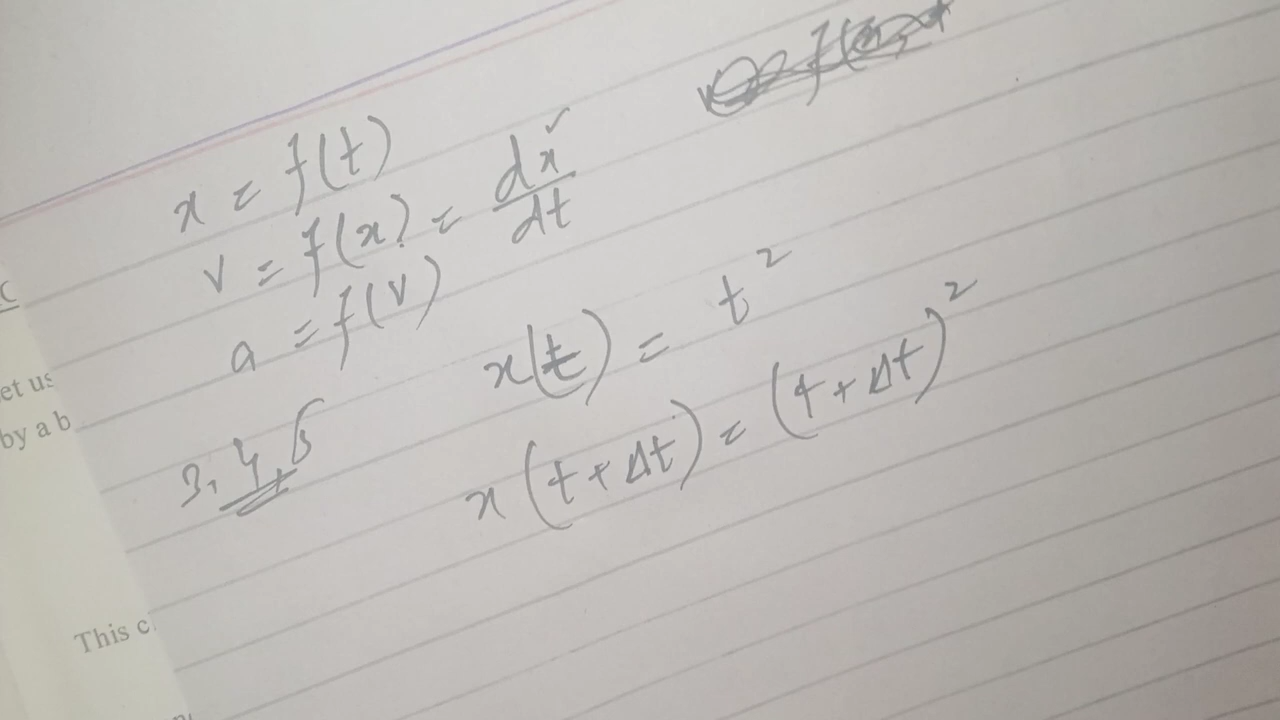 x = f(t)
v = f(x) = dx/dt
a = f(v)
x(t) = t²
x(t + Δt) = (t + Δt)²
3, 4, 5
C
et us
by a b
This c